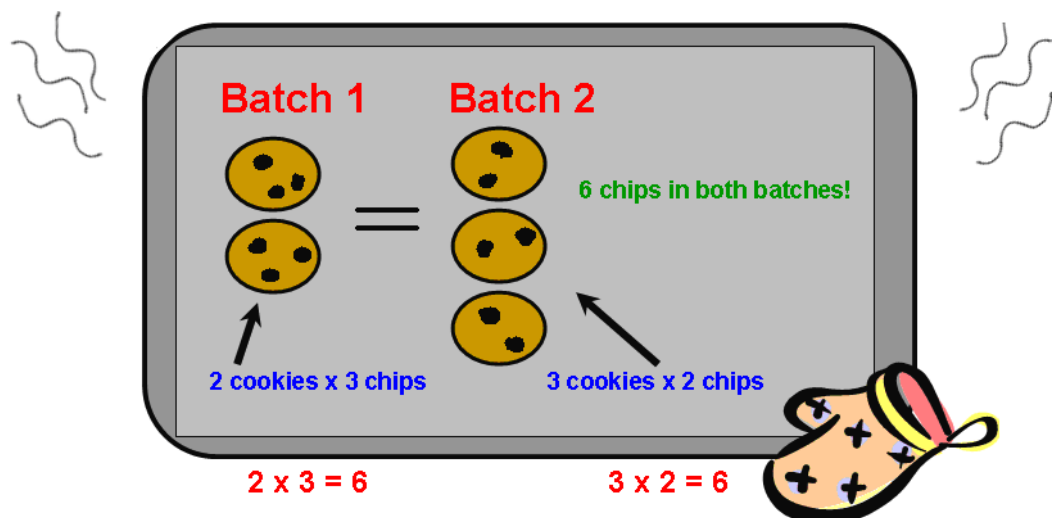 Batch 1
Batch 2
6 chips in both batches!
2 cookies x 3 chips
3 cookies x 2 chips
2 x 3 = 6
3 x 2 = 6